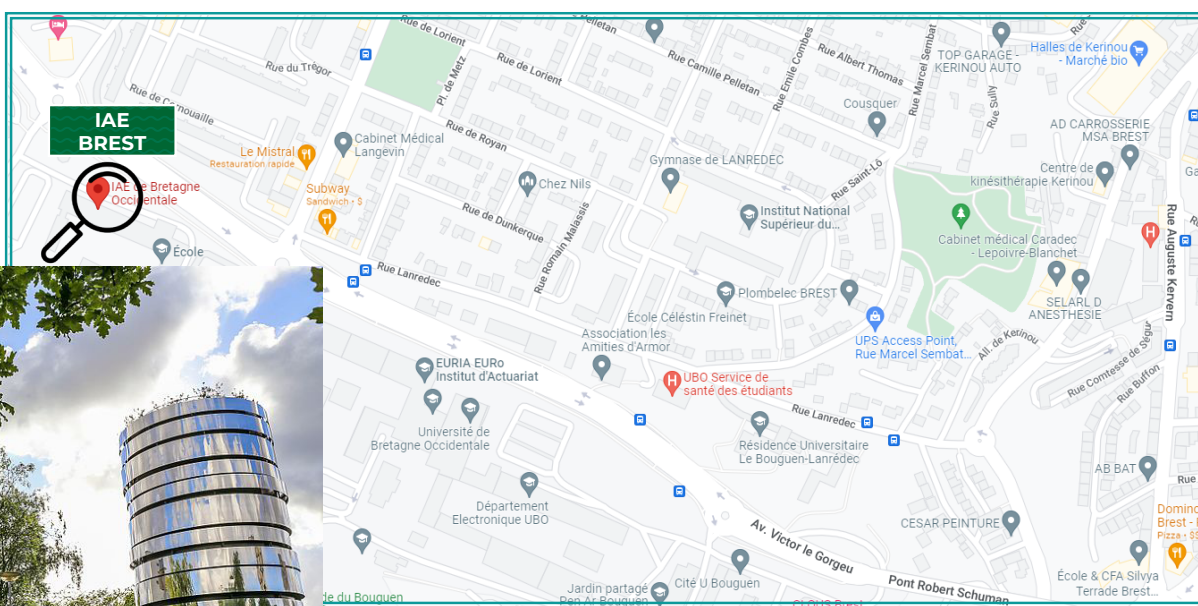 Rue de Lorient
Pelletan
Rue du Trégor
Rue de Cornouaille
IAE
BREST
Pl. de Metz
Rue de Lorient
Rue Camille Pelletan
Rue Emile Combes
Rue Albert Thomas
Rue Marcel Sembat
TOP GARAGE -
KERINOU AUTO
Halles de Kerinou
- Marché bio
Rue Sully
Cousquer
AD CARROSSERIE
MSA BREST
Le Mistral
Restauration rapide
Cabinet Médical
Langevin
Rue de Royan
Gymnase de LANREDEC
Rue Saint-Lô
Centre de
kinésithérapie Kerinou
IAE de Bretagne
Occidentale
Subway
Sandwich • $
Chez Nils
Institut National
Supérieur du...
Rue de Dunkerque
Rue Romain Malassis
École
Cabinet médical Caradec
- Lepoivre-Blanchet
Rue Auguste Kervern
Rue Lanredec
Plombelec BREST
École Céléstin Freinet
SELARL D
ANESTHESIE
Association les
Amities d'Armor
UPS Access Point,
Rue Marcel Sembat...
All. de Kerinou
Rue Comtesse de Ségur
Rue Buffon
EURIA EURo
Institut d'Actuariat
UBO Service de
santé des étudiants
Rue Lanredec
Université de
Bretagne Occidentale
Résidence Universitaire
Le Bouguen-Lanrédec
AB BAT
Rue
Département
Electronique UBO
Av. Victor le Gorgeu
CESAR PEINTURE
Domino
Brest -
Pizza • $$
Cité U Bouguen
Pont Robert Schuman
École & CFA Silvya
Terrade Brest...
Jardin partagé
Pen Ar Bouguen
de du Bouguen